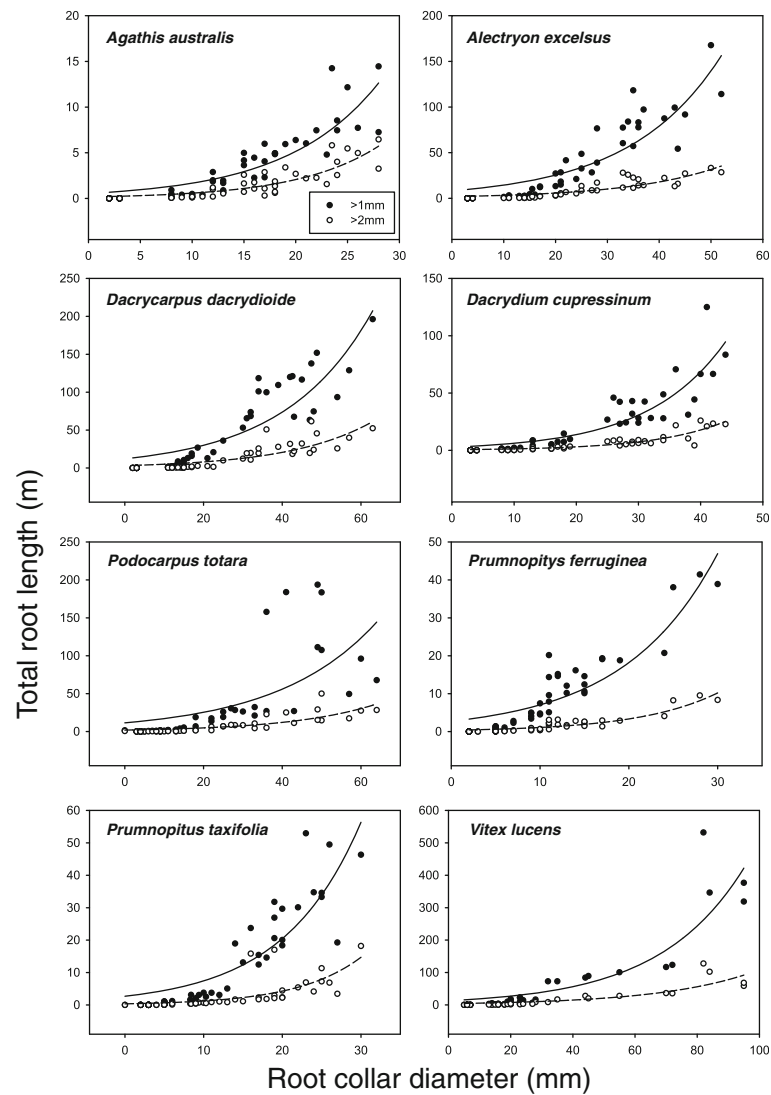 Agathis australis
20
15
10
5
0
-5
0 10 20 30
>1mm
>2mm
Alectryon excelsus
200
150
100
50
0
0 10 20 30 40 50 60
Dacrycarpus dacrydioide
250
200
150
100
50
0
0 20 40 60
Dacrydium cupressinum
150
100
50
0
0 10 20 30 40 50
Podocarpus totara
250
200
150
100
50
0
0 20 40 60
Prumnopitys ferruginea
50
40
30
20
10
0
0 10 20 30
Prumnopitus taxifolia
60
50
40
30
20
10
0
0 10 20 30
Vitex lucens
600
500
400
300
200
100
0
0 20 40 60 80 100
Total root length (m)
Root collar diameter (mm)